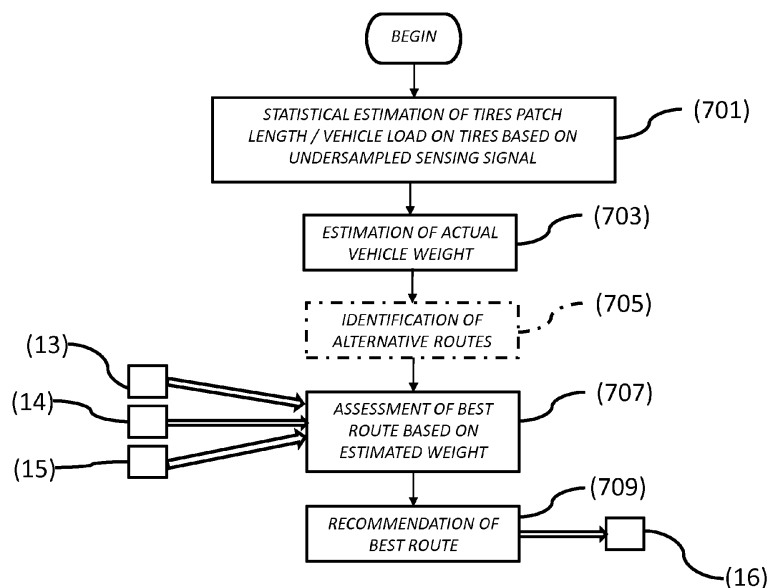 BEGIN
STATISTICAL ESTIMATION OF TIRES PATCH
LENGTH / VEHICLE LOAD ON TIRES BASED ON
UNDERSAMPLED SENSING SIGNAL
(701)
ESTIMATION OF ACTUAL
VEHICLE WEIGHT
(703)
IDENTIFICATION OF
ALTERNATIVE ROUTES
(705)
(13)
(14)
(15)
ASSESSMENT OF BEST
ROUTE BASED ON
ESTIMATED WEIGHT
(707)
RECOMMENDATION OF
BEST ROUTE
(709)
(16)